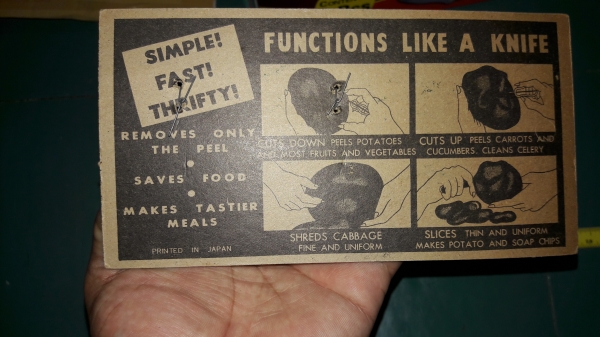 SIMPLE!
FAST!
THRIFTY!
REMOVES ONLY
THE PEEL
SAVES FOOD
MAKES TASTIER
MEALS
PRINTED IN JAPAN
FUNCTIONS LIKE A KNIFE
CUTS DOWN PEELS POTATOES
AND MOST FRUITS AND VEGETABLES
CUTS UP PEELS CARROTS AND
CUCUMBERS, CLEANS CELERY
SHREDS CABBAGE
FINE AND UNIFORM
SLICES THIN AND UNIFORM
MAKES POTATO AND SOAP CHIPS